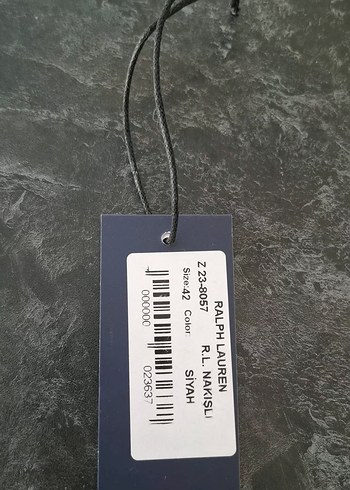 RALPH LAUREN
Z 23-8057 R.L. NAKIŞLI
Size:42 Color: SİYAH
000000 023637